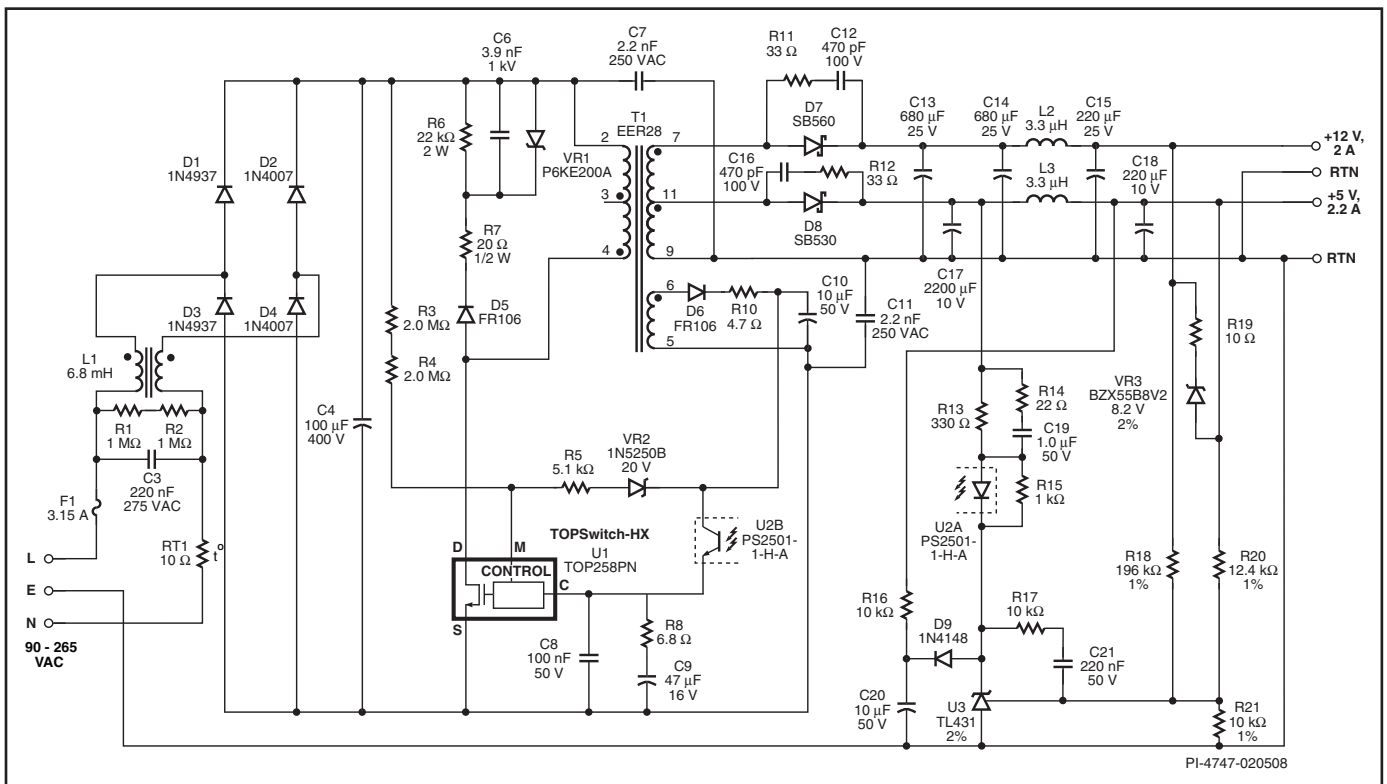 C6
3.9 nF
1 kV
C7
2.2 nF
250 VAC
R11
33 Ω
C12
470 pF
100 V
D7
SB560
C13
680 μF
25 V
C14
680 μF
25 V
L2
3.3 μH
C15
220 μF
25 V
+12 V,
2 A
RTN
+5 V,
2.2 A
RTN
T1
EER28
2
7
3
11
4
9
6
5
R6
22 kΩ
2 W
VR1
P6KE200A
C16
470 pF
100 V
R12
33 Ω
D8
SB530
L3
3.3 μH
C18
220 μF
10 V
D1
1N4937
D2
1N4007
R7
20 Ω
1/2 W
D3
1N4937
D4
1N4007
D5
FR106
D6
FR106
R10
4.7 Ω
C10
10 μF
50 V
C11
2.2 nF
250 VAC
C17
2200 μF
10 V
R3
2.0 MΩ
R4
2.0 MΩ
R19
10 Ω
VR3
BZX55B8V2
8.2 V
2%
L1
6.8 mH
R1
1 MΩ
R2
1 MΩ
C4
100 μF
400 V
R13
330 Ω
R14
22 Ω
C19
1.0 μF
50 V
C3
220 nF
275 VAC
R5
5.1 kΩ
VR2
1N5250B
20 V
R15
1 kΩ
F1
3.15 A
RT1
10 Ω
t°
U2B
PS2501-
1-H-A
U2A
PS2501-
1-H-A
TOPSwitch-HX
U1
TOP258PN
D
M
CONTROL
C
S
L
E
N
90 - 265
VAC
R18
196 kΩ
1%
R20
12.4 kΩ
1%
R16
10 kΩ
R17
10 kΩ
D9
1N4148
C21
220 nF
50 V
C8
100 nF
50 V
R8
6.8 Ω
C9
47 μF
16 V
C20
10 μF
50 V
U3
TL431
2%
R21
10 kΩ
1%
PI-4747-020508